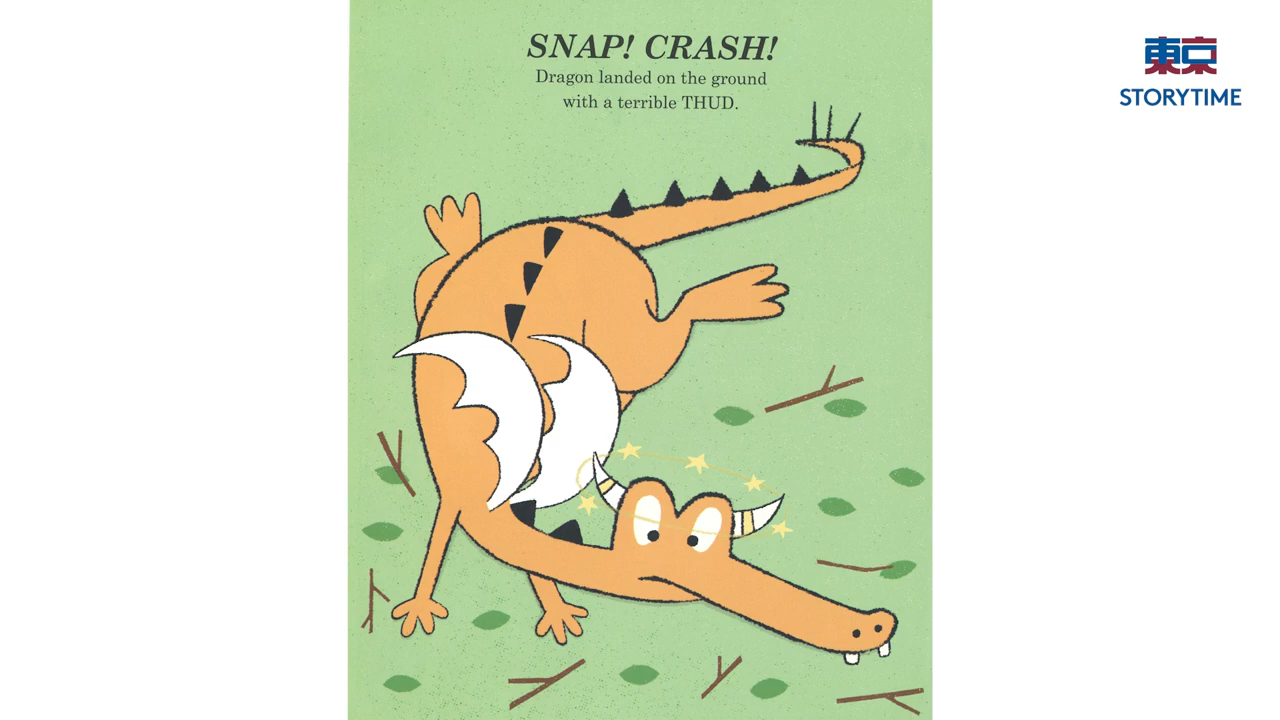 SNAP! CRASH!
Dragon landed on the ground
with a terrible THUD.
東京
STORYTIME